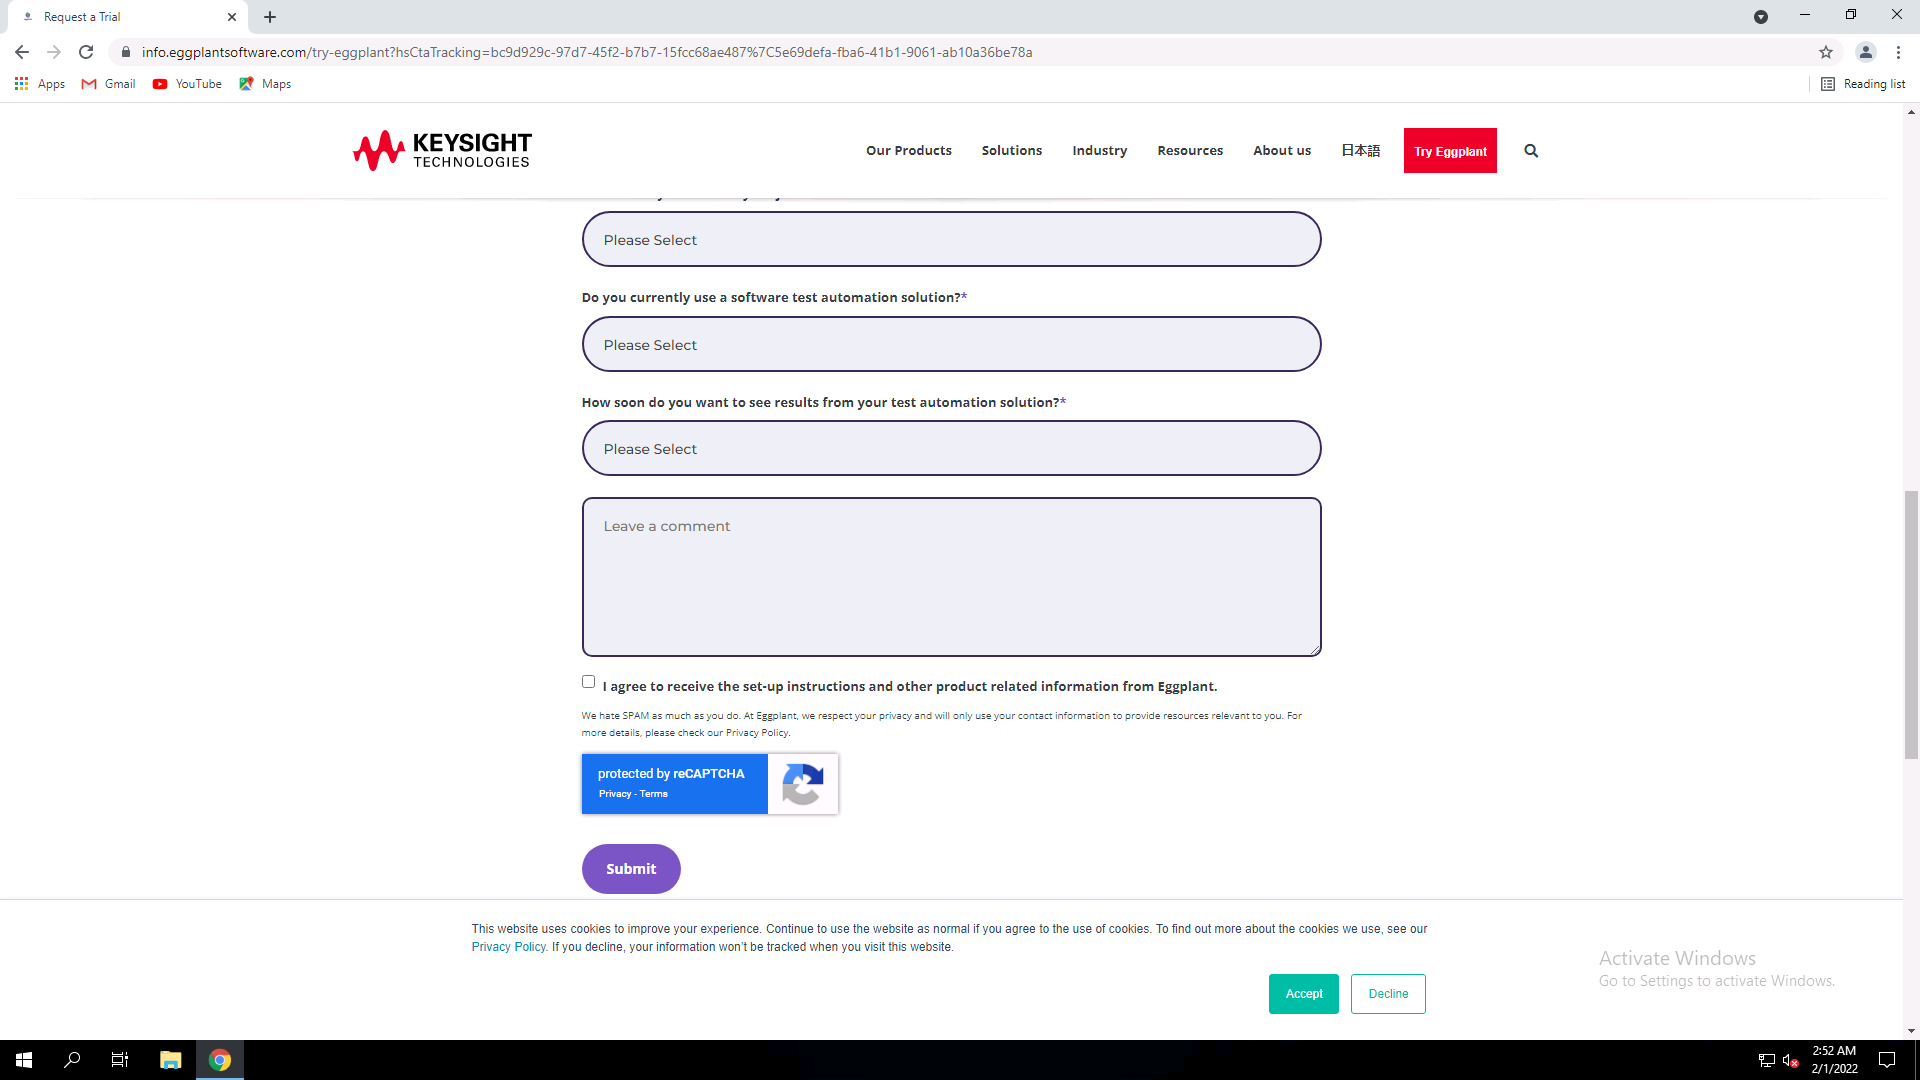 Request a Trial
info.eggplantsoftware.com/try-eggplant?hsCtaTracking=bc9d929c-97d7-45f2-b7b7-15fcc68ae487%7C5e69defa-fba6-41b1-9061-ab10a36be78a
Apps Gmail YouTube Maps Reading list
KEYSIGHT
TECHNOLOGIES
Our Products Solutions Industry Resources About us 日本語 Try Eggplant
Please Select
Do you currently use a software test automation solution?*
Please Select
How soon do you want to see results from your test automation solution?*
Please Select
Leave a comment
I agree to receive the set-up instructions and other product related information from Eggplant.
We hate SPAM as much as you do. At Eggplant, we respect your privacy and will only use your contact information to provide resources relevant to you. For
more details, please check our Privacy Policy.
protected by reCAPTCHA
Privacy - Terms
Submit
This website uses cookies to improve your experience. Continue to use the website as normal if you agree to the use of cookies. To find out more about the cookies we use, see our
Privacy Policy. If you decline, your information won't be tracked when you visit this website.
Accept Decline
Activate Windows
Go to Settings to activate Windows.
2:52 AM
2/1/2022